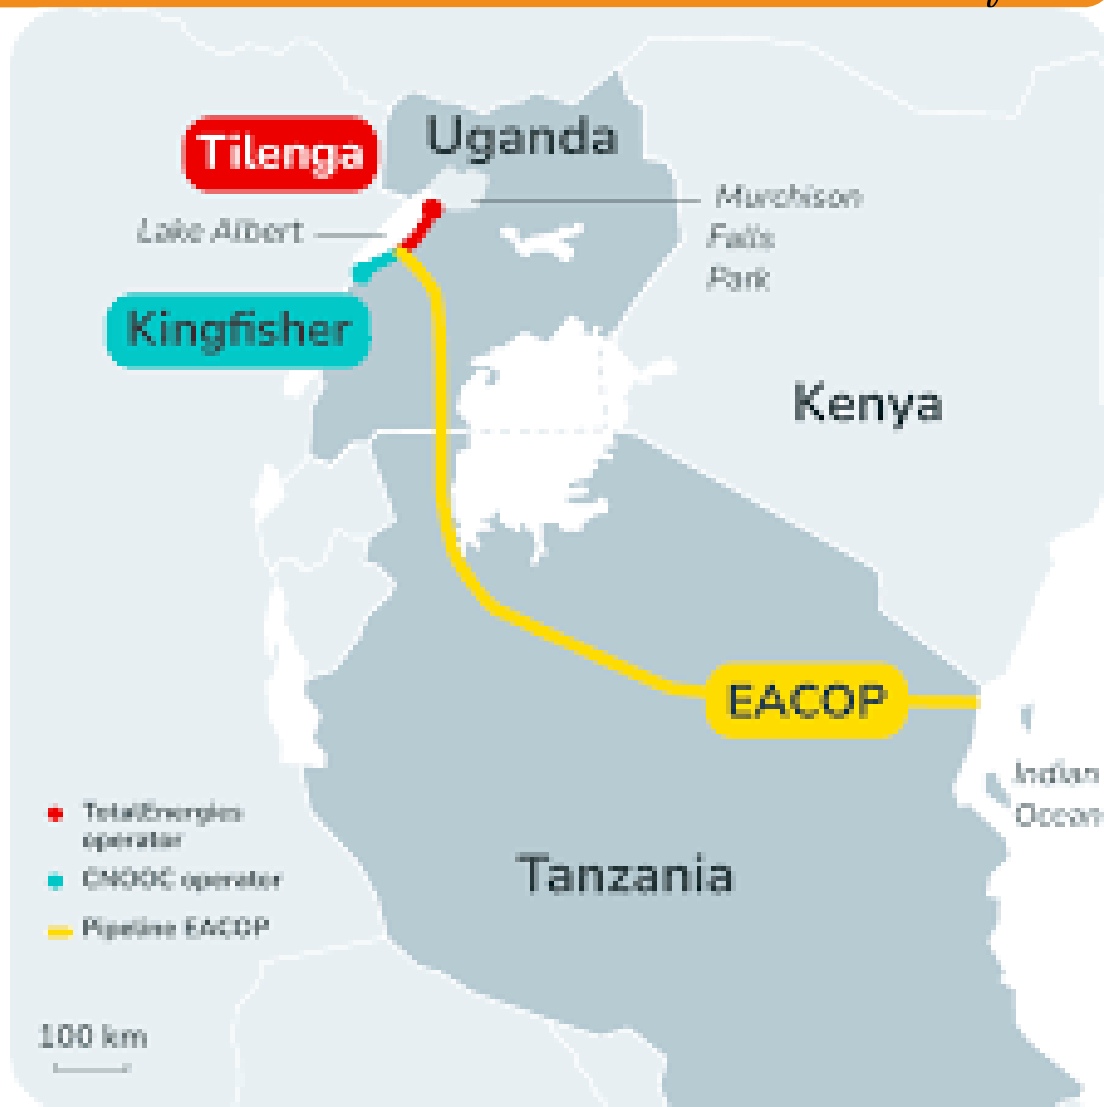 Uganda
Tilenga
Murchison
Falls
Park
Lake Albert
Kingfisher
Kenya
EACOP
Indian
Ocean
TotalEnergies
operator
CNOOC operator
Pipeline EACOP
Tanzania
100 km